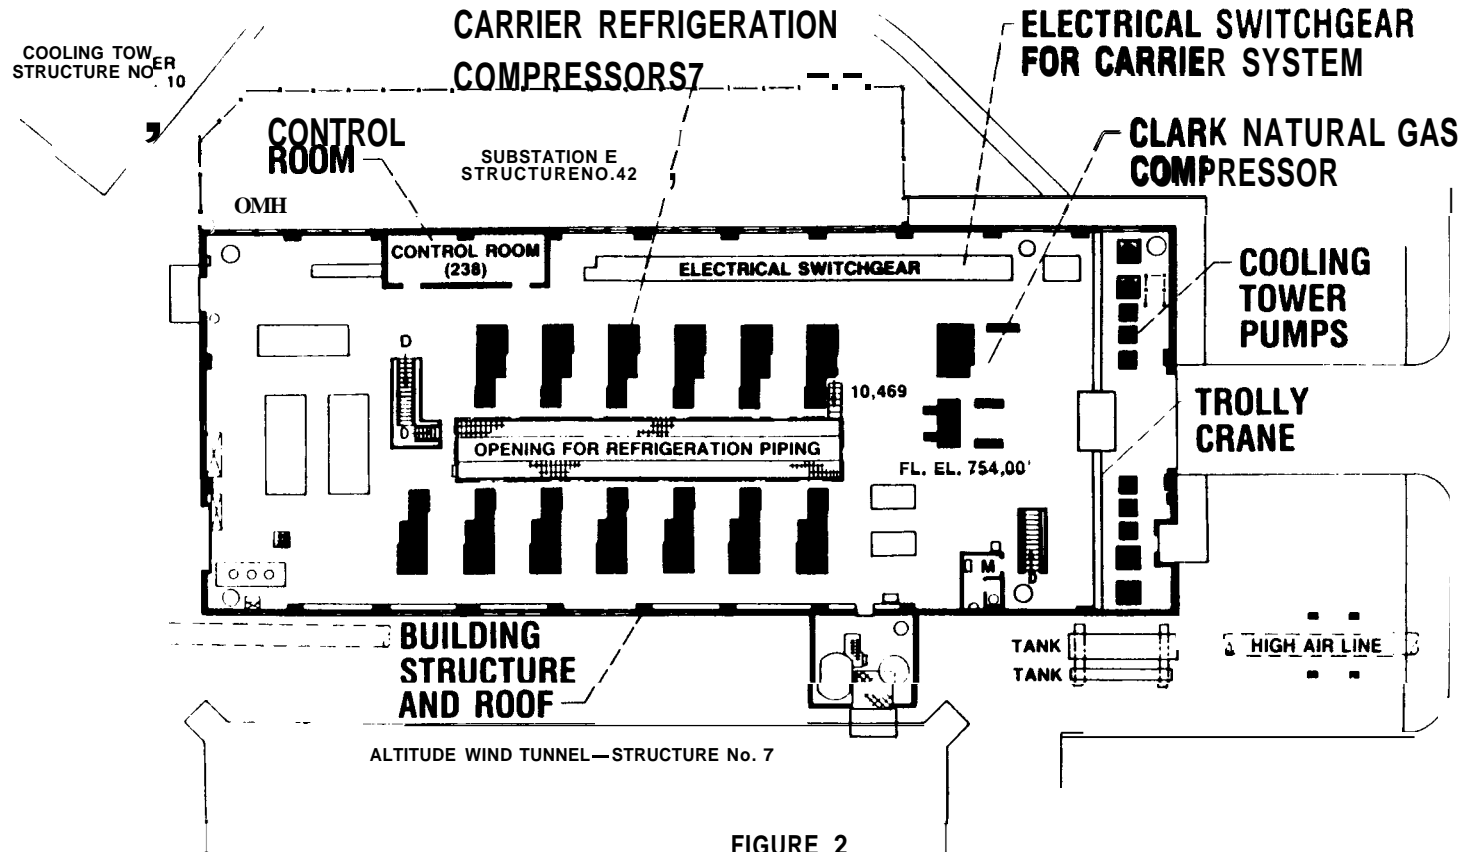 CARRIER REFRIGERATION
COMPRESSORS7
ELECTRICAL SWITCHGEAR
FOR CARRIER SYSTEM
COOLING TOWER
STRUCTURE NO. 10
CONTROL
ROOM
SUBSTATION E
STRUCTURENO.42
CLARK NATURAL GAS
COMPRESSOR
OMH
CONTROL ROOM
(238)
ELECTRICAL SWITCHGEAR
COOLING
TOWER
PUMPS
D
10,469
TROLLY
CRANE
D
OPENING FOR REFRIGERATION PIPING
FL. EL. 754,00'
M
D
BUILDING
STRUCTURE
AND ROOF
TANK
HIGH AIR LINE
TANK
ALTITUDE WIND TUNNEL—STRUCTURE No. 7
FIGURE 2